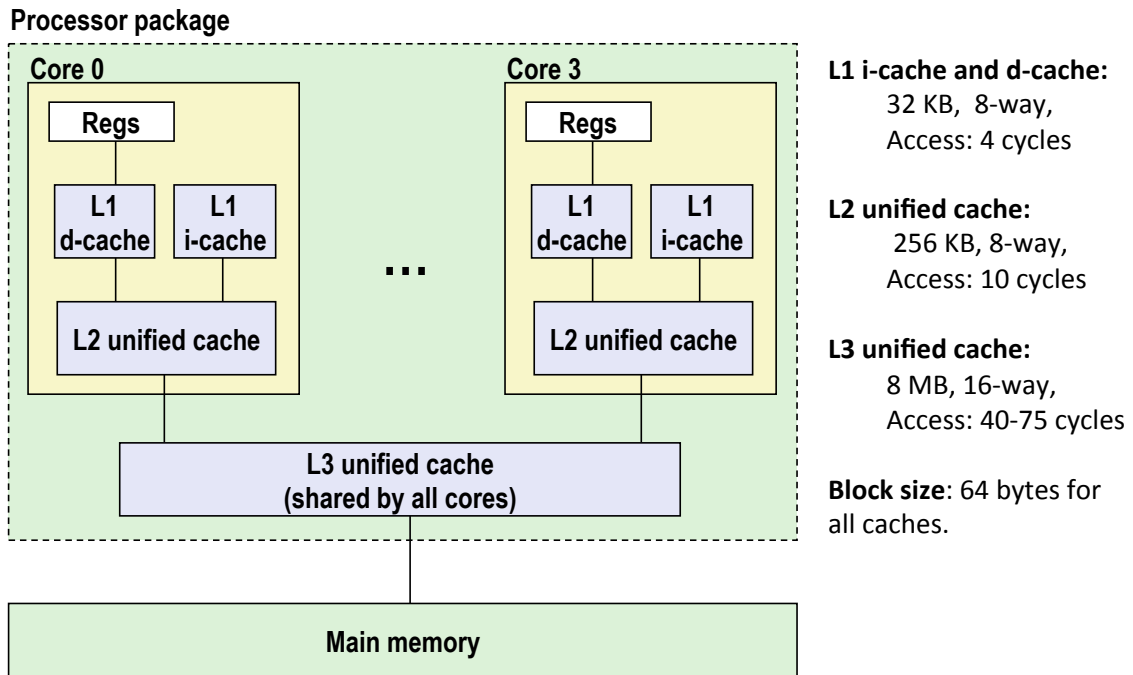 Processor package
Core 0
Regs
L1
d-cache
L1
i-cache
L2 unified cache
...
Core 3
Regs
L1
d-cache
L1
i-cache
L2 unified cache
L3 unified cache
(shared by all cores)
Main memory
L1 i-cache and d-cache:
32 KB, 8-way,
Access: 4 cycles
L2 unified cache:
256 KB, 8-way,
Access: 10 cycles
L3 unified cache:
8 MB, 16-way,
Access: 40-75 cycles
Block size: 64 bytes for
all caches.